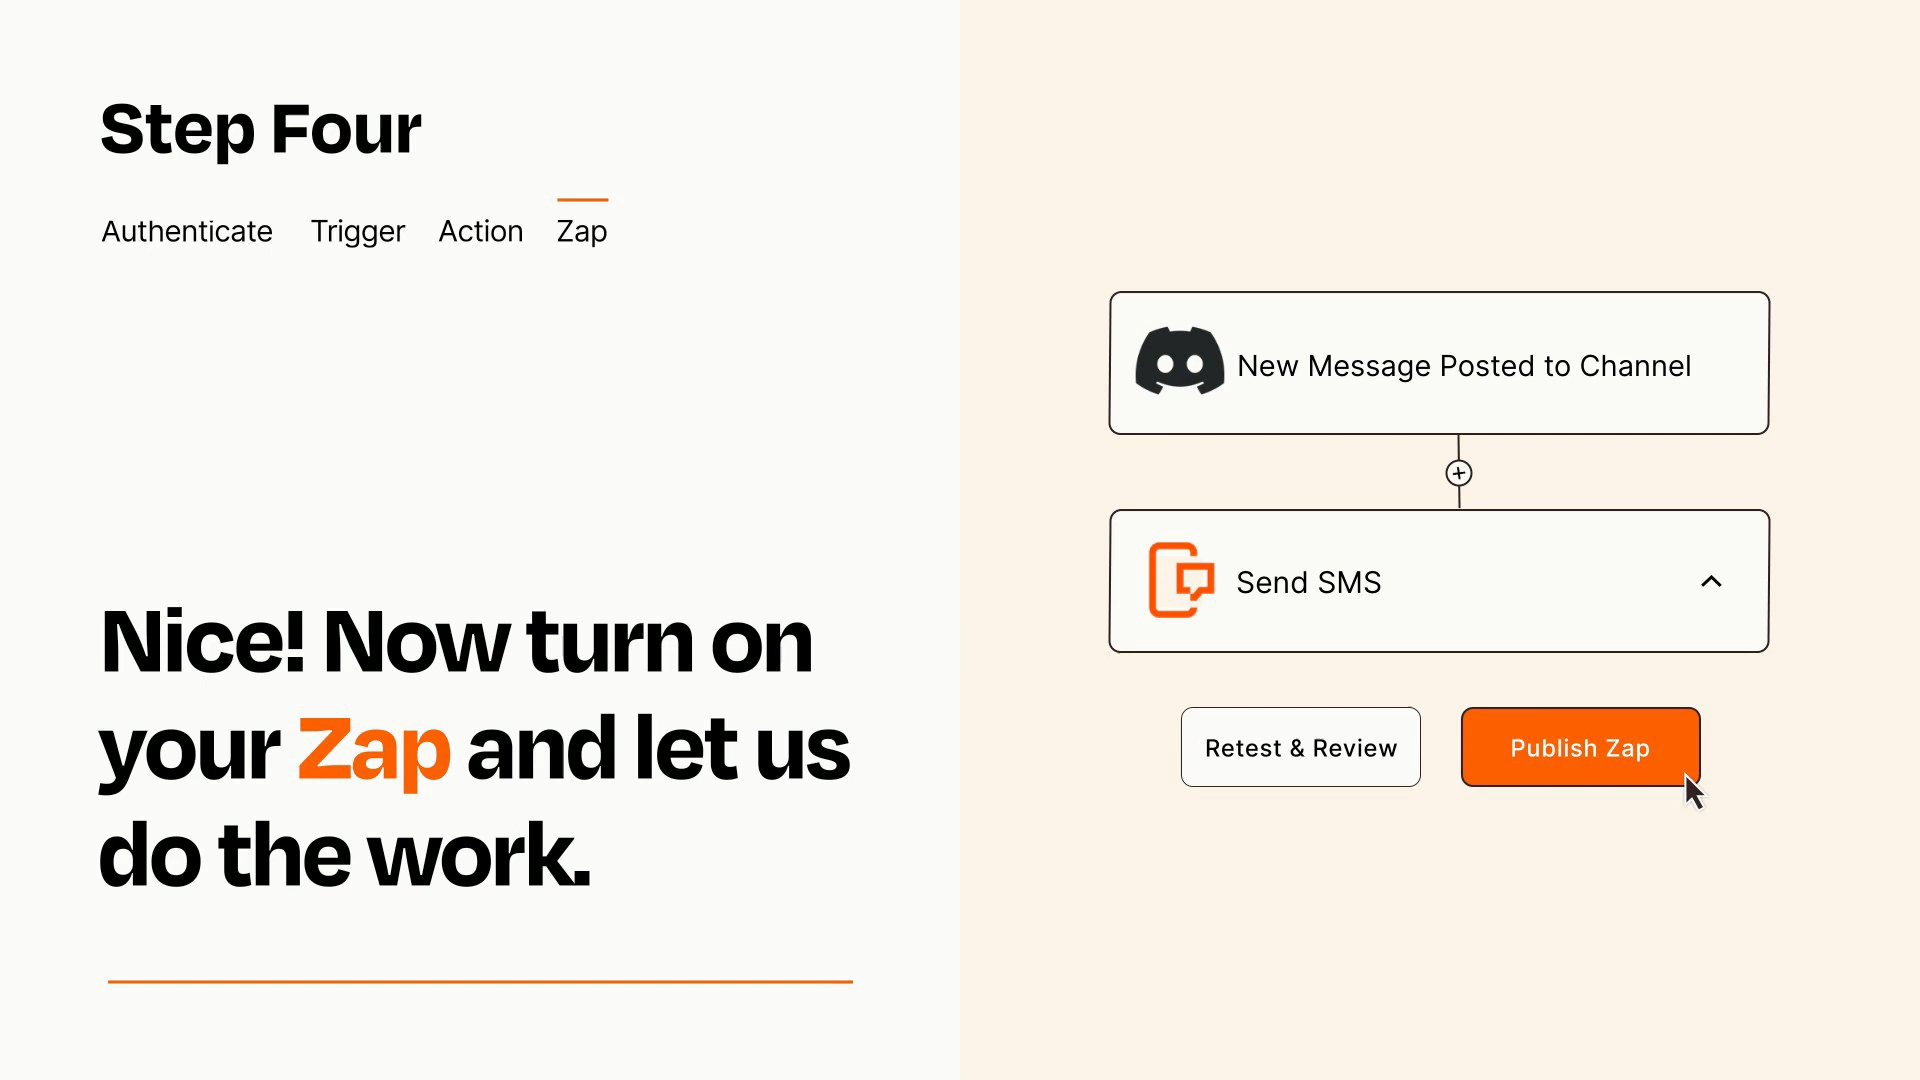 Step Four
Authenticate Trigger Action Zap
Nice! Now turn on
your Zap and let us
do the work.
New Message Posted to Channel
Send SMS
Retest & Review
Publish Zap